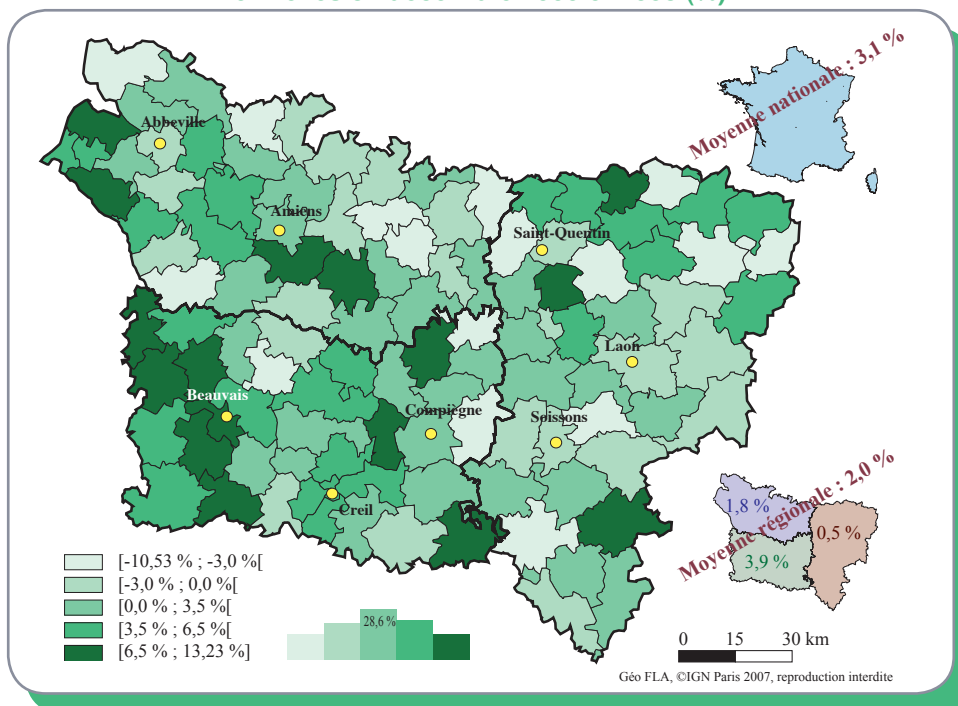 Moyenne nationale : 3,1 %
Abbeville
Amiens
Saint-Quentin
Laon
Beauvais
Compiègne
Soissons
Creil
Moyenne régionale : 2,0 %
1,8 %
0,5 %
3,9 %
[-10,53 % ; -3,0%[
[-3,0 % ; 0,0 %[
[0,0 % ; 3,5 %[
[3,5 % ; 6,5 %[
[6,5 % ; 13,23 %]
28,6 %
0 15 30 km
Géo FLA, ©IGN Paris 2007, reproduction interdite